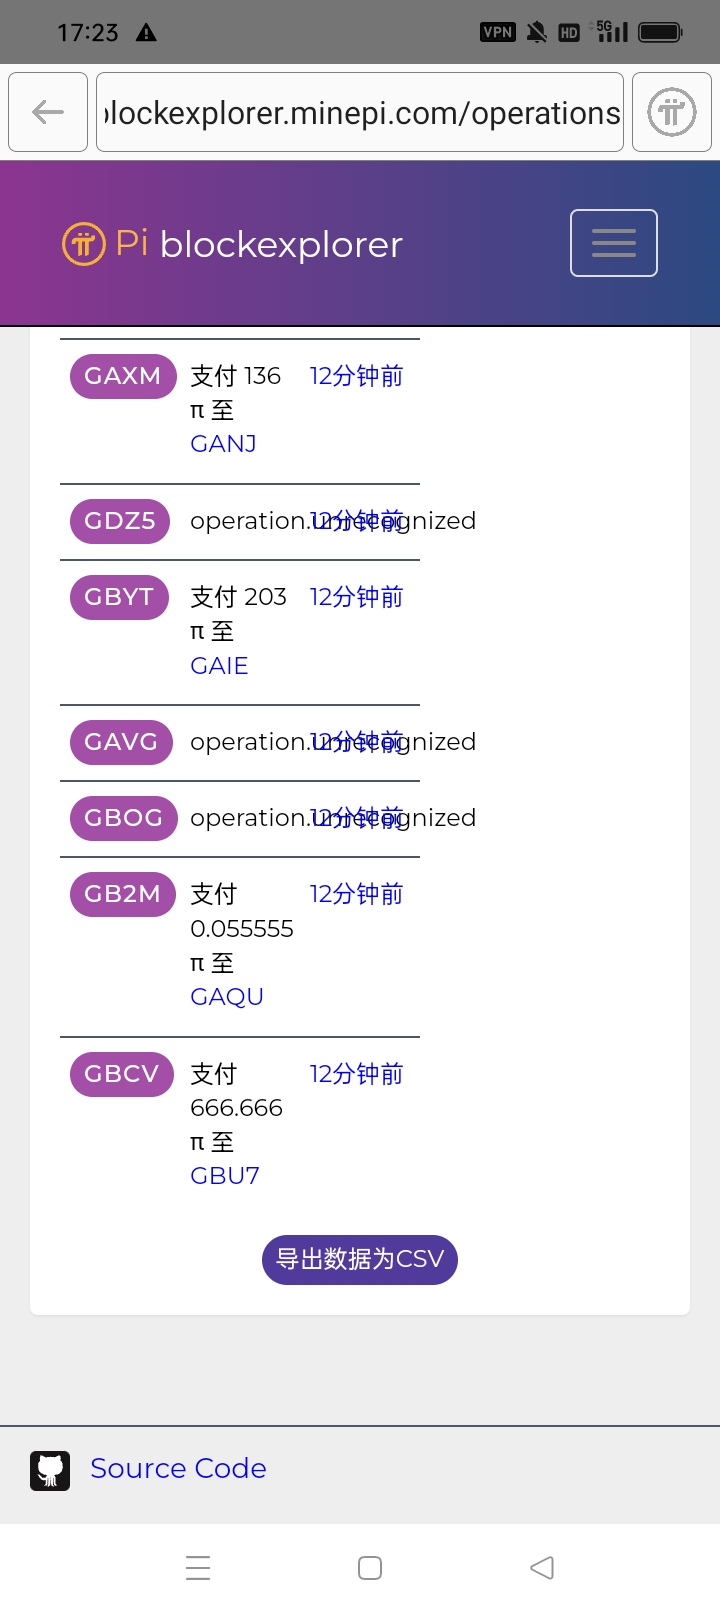 17:23
VPN HD 5G
blockexplorer.minepi.com/operations
Pi blockexplorer
GAXM 支付 136 12分钟前
π 至
GANJ
GDZ5 operation.unrecognized 12分钟前
GBYT 支付 203 12分钟前
π 至
GAIE
GAVG operation.unrecognized 12分钟前
GBOG operation.unrecognized 12分钟前
GB2M 支付 12分钟前
0.055555
π 至
GAQU
GBCV 支付 12分钟前
666.666
π 至
GBU7
导出数据为CSV
Source Code